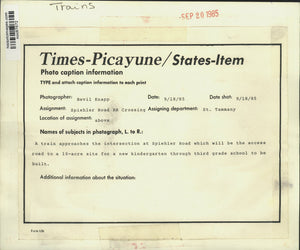 Trains
SEP 20 1985
Times-Picayune/States-Item
Photo caption information
TYPE and attach caption information to each print
Photographer: Bevil Knapp Date: 9/18/85 Date shot: 9/18/85
Assignment: Spiehler Road RR Crossing Assigning department: St. Tammany
Location of assignment: above
Names of subjects in photograph, L to R.:
A train approaches the intersection at Spiehler Road which will be the access
road to a 10-acre site for a new kindergarten through third grade school to be
built.
Additional information about the situation: